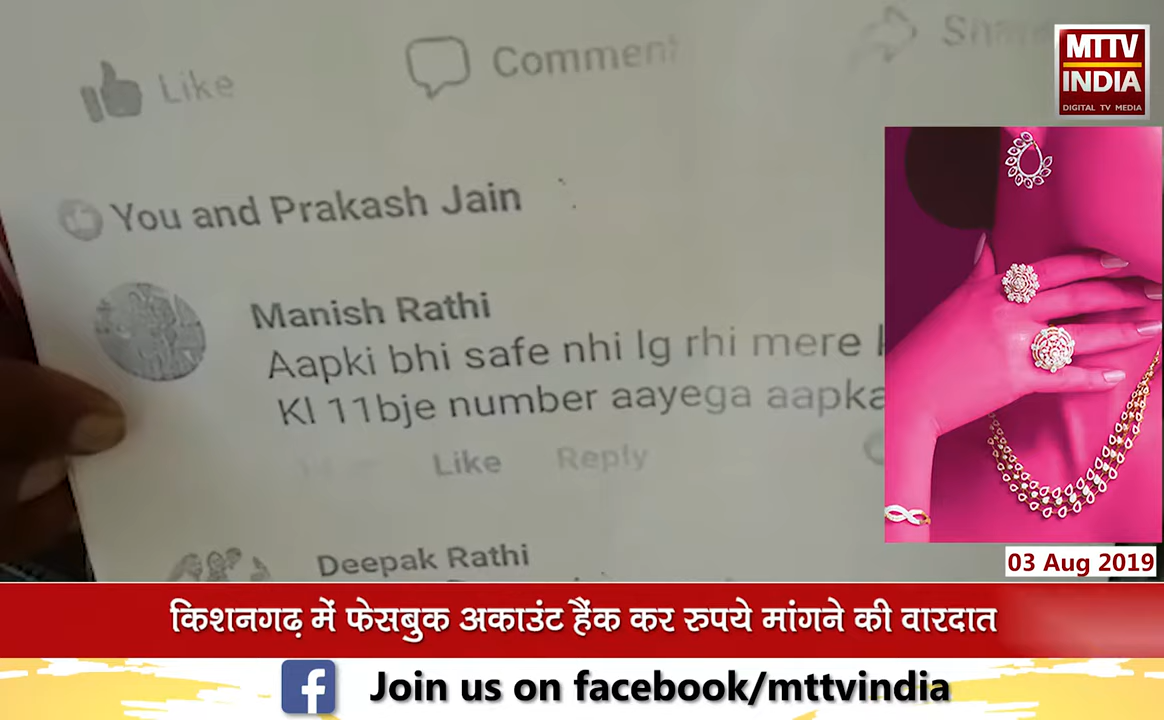 Like
Comment
Share
MTTV
INDIA
DIGITAL TV MEDIA
You and Prakash Jain
Manish Rathi
Aapki bhi safe nhi lg rhi mere
Kl 11bje number aayega aapka
Like
Reply
Deepak Rathi
03 Aug 2019
किशनगढ़ में फेसबुक अकाउंट हैंक कर रुपये मांगने की वारदात
f
Join us on facebook/mttvindia